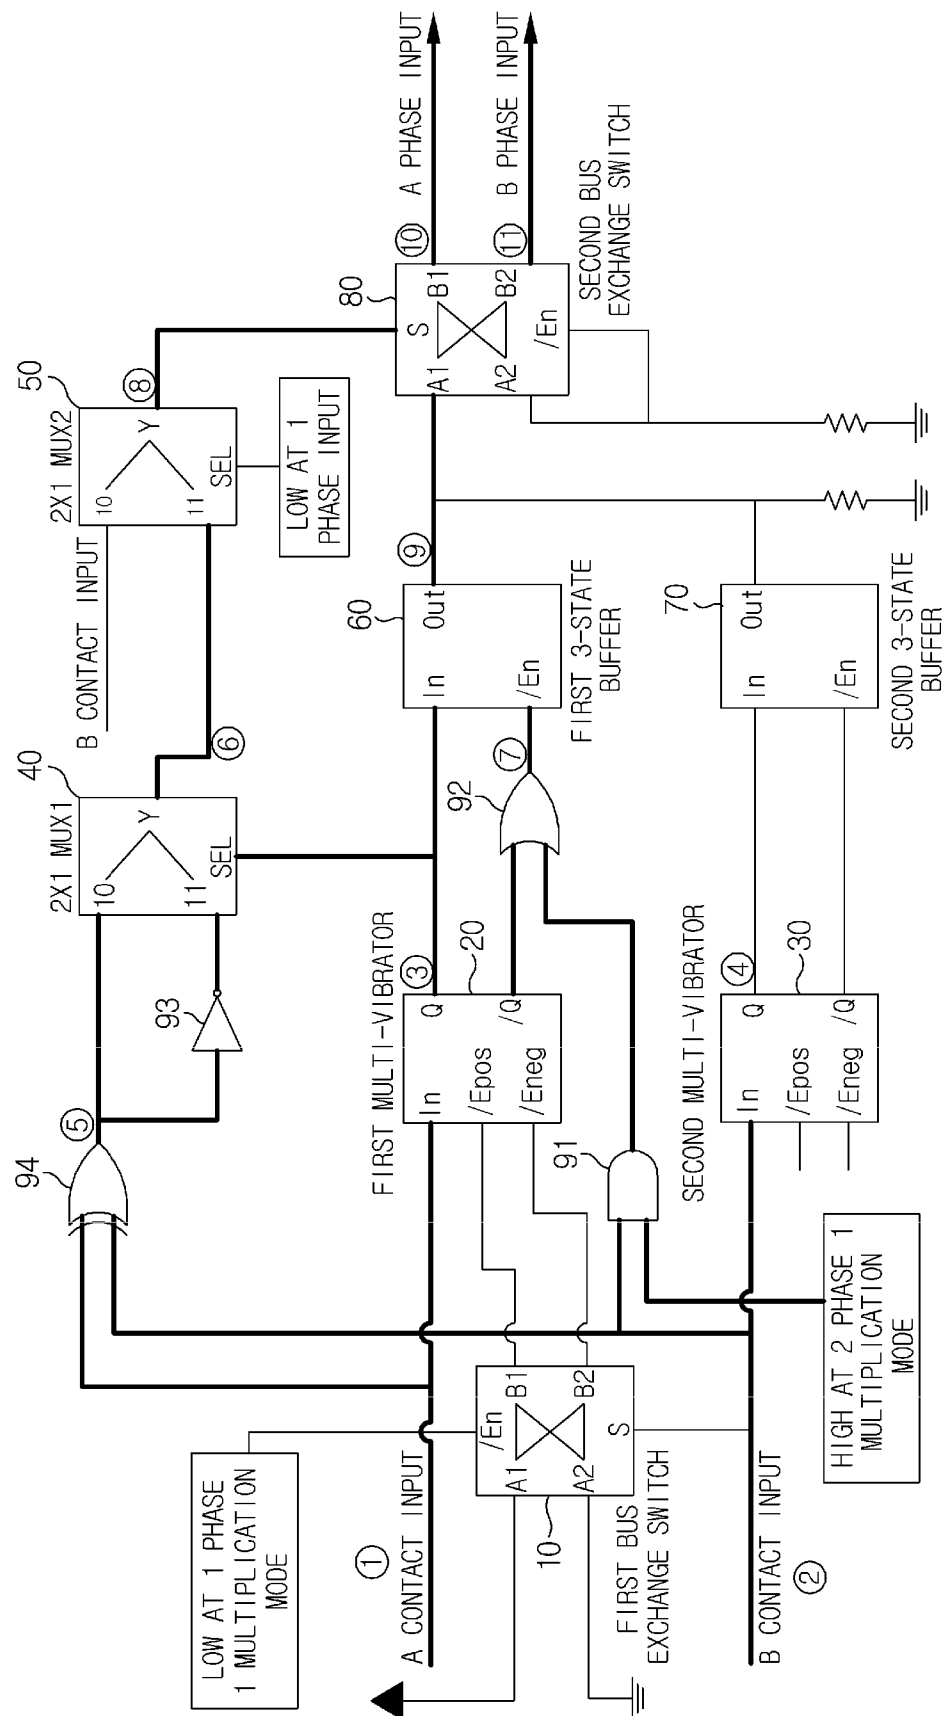 LOW AT 1 PHASE
1 MULTIPLICATION
MODE
①
A CONTACT INPUT
A1
/En
B1
A2
S
B2
10
FIRST BUS
EXCHANGE SWITCH
②
B CONTACT INPUT
HIGH AT 2 PHASE 1
MULTIPLICATION
MODE
94
⑤
93
91
FIRST MULTI-VIBRATOR
In
Q
/Epos
/Eneg
/Q
③
20
SECOND MULTI-VIBRATOR
In
Q
/Epos
/Eneg
/Q
④
30
2X1 MUX1
40
10
Y
11
SEL
⑥
92
⑦
B CONTACT INPUT
2X1 MUX2
50
10
Y
11
SEL
⑧
LOW AT 1
PHASE INPUT
60
In
Out
/En
FIRST 3-STATE
BUFFER
⑨
70
In
Out
/En
SECOND 3-STATE
BUFFER
80
S
A1
B1
A2
B2
/En
SECOND BUS
EXCHANGE SWITCH
⑩
A PHASE INPUT
⑪
B PHASE INPUT